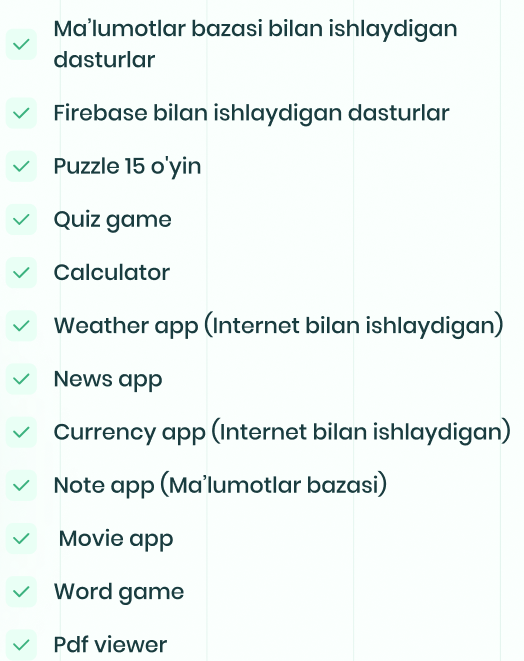 Ma’lumotlar bazasi bilan ishlaydigan
dasturlar
Firebase bilan ishlaydigan dasturlar
Puzzle 15 o'yin
Quiz game
Calculator
Weather app (Internet bilan ishlaydigan)
News app
Currency app (Internet bilan ishlaydigan)
Note app (Ma’lumotlar bazasi)
Movie app
Word game
Pdf viewer